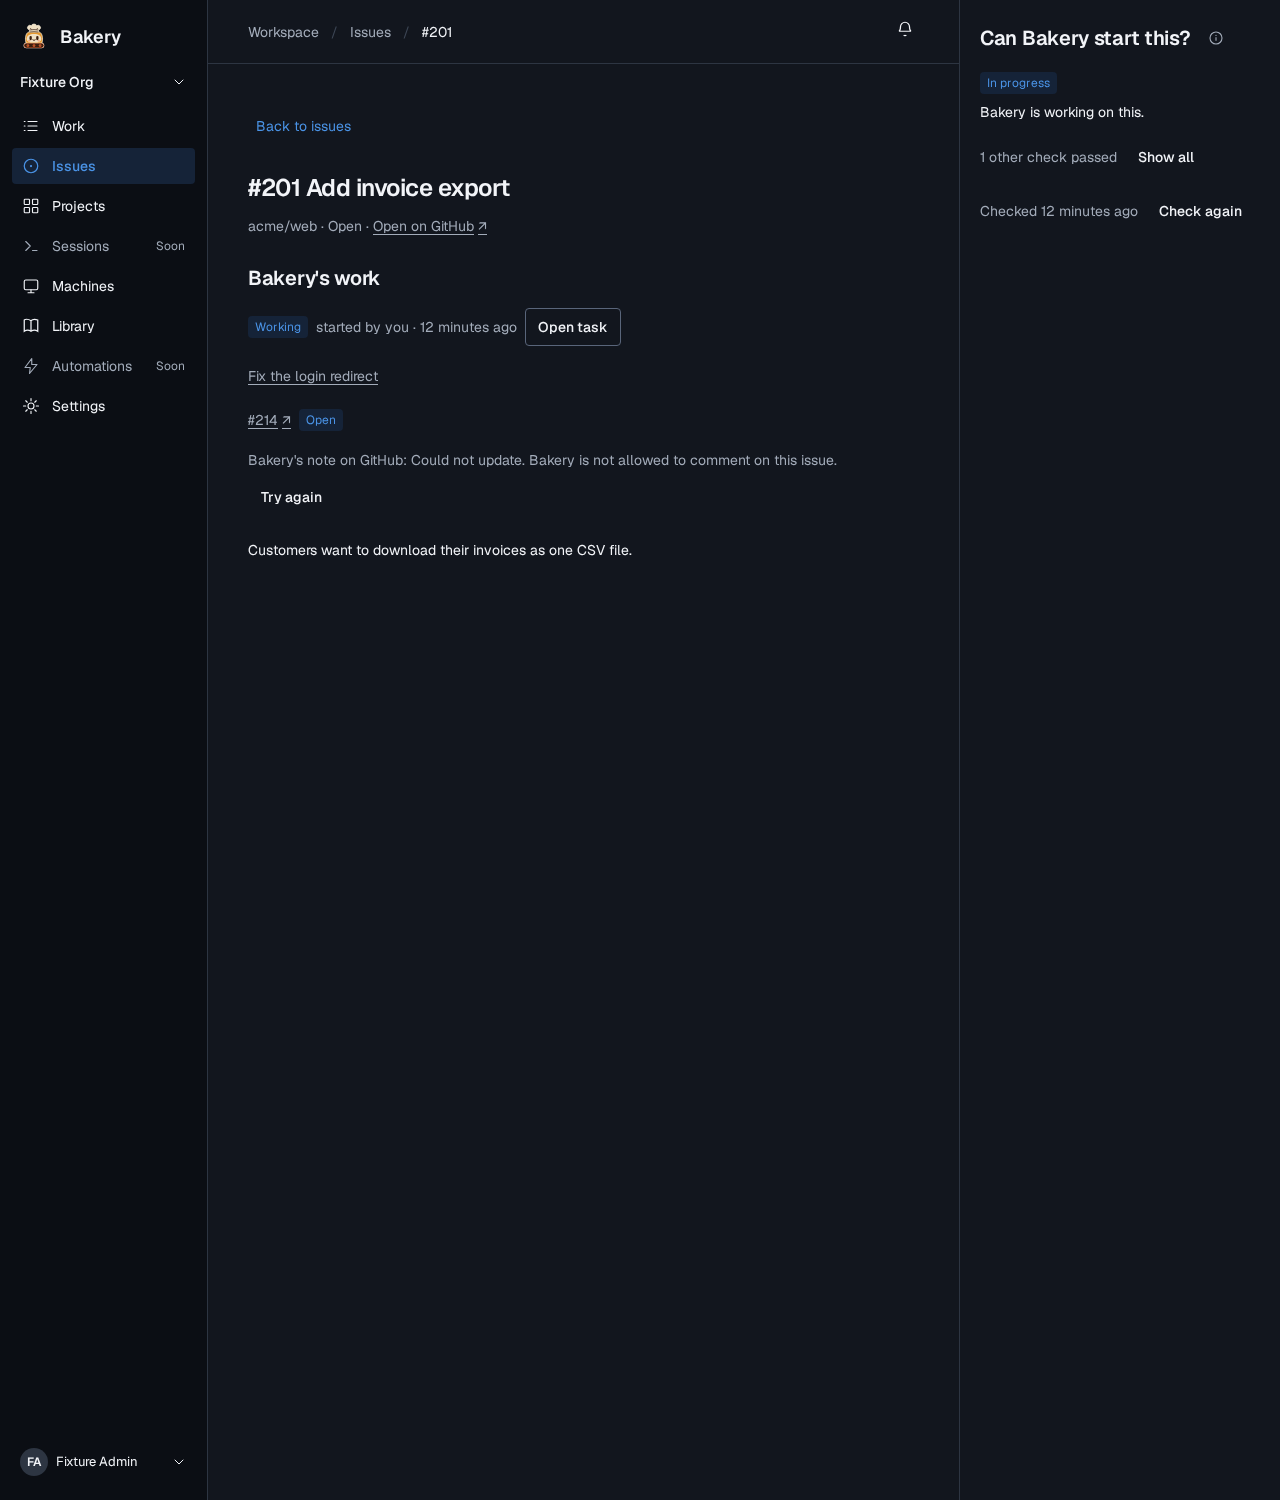 Bakery
Fixture Org
Work
Issues
Projects
Sessions Soon
Machines
Library
Automations Soon
Settings
FA Fixture Admin
Workspace / Issues / #201
Back to issues
#201 Add invoice export
acme/web · Open · Open on GitHub ↗
Bakery's work
Working started by you · 12 minutes ago Open task
Fix the login redirect
#214 ↗ Open
Bakery's note on GitHub: Could not update. Bakery is not allowed to comment on this issue.
Try again
Customers want to download their invoices as one CSV file.
Can Bakery start this?
In progress
Bakery is working on this.
1 other check passed Show all
Checked 12 minutes ago Check again